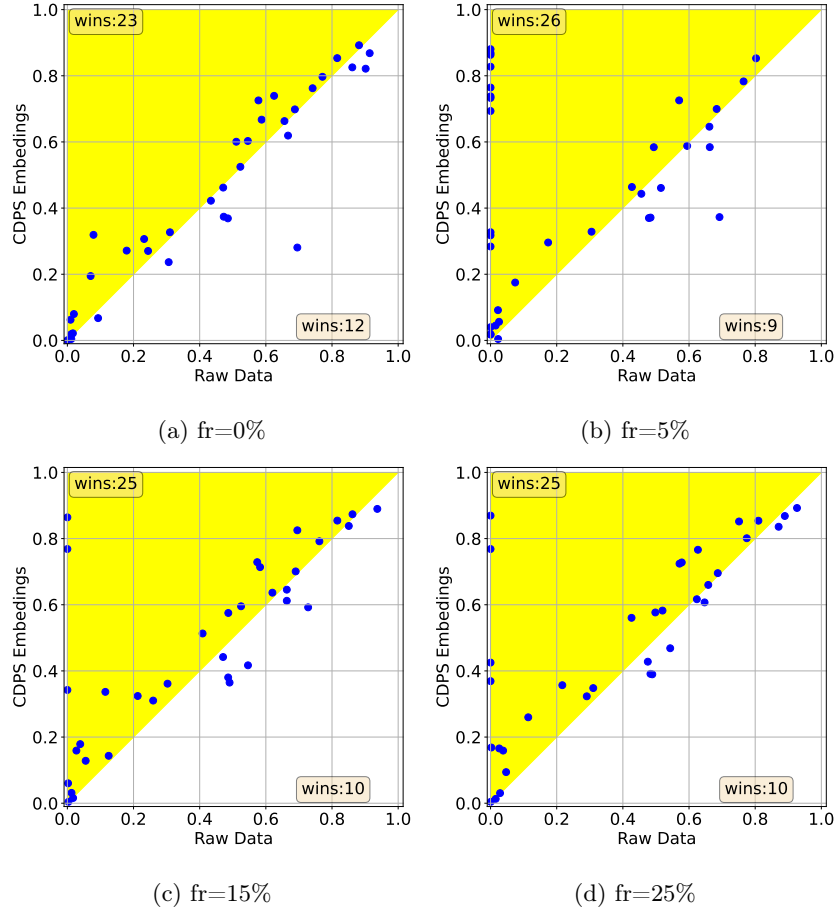 wins:23
1.0
0.8
0.6
0.4
0.2
0.0
CDPS Embedings
wins:12
0.0 0.2 0.4 0.6 0.8 1.0
Raw Data
(a) fr=0%
wins:26
1.0
0.8
0.6
0.4
0.2
0.0
CDPS Embedings
wins:9
0.0 0.2 0.4 0.6 0.8 1.0
Raw Data
(b) fr=5%
wins:25
1.0
0.8
0.6
0.4
0.2
0.0
CDPS Embedings
wins:10
0.0 0.2 0.4 0.6 0.8 1.0
Raw Data
(c) fr=15%
wins:25
1.0
0.8
0.6
0.4
0.2
0.0
CDPS Embedings
wins:10
0.0 0.2 0.4 0.6 0.8 1.0
Raw Data
(d) fr=25%